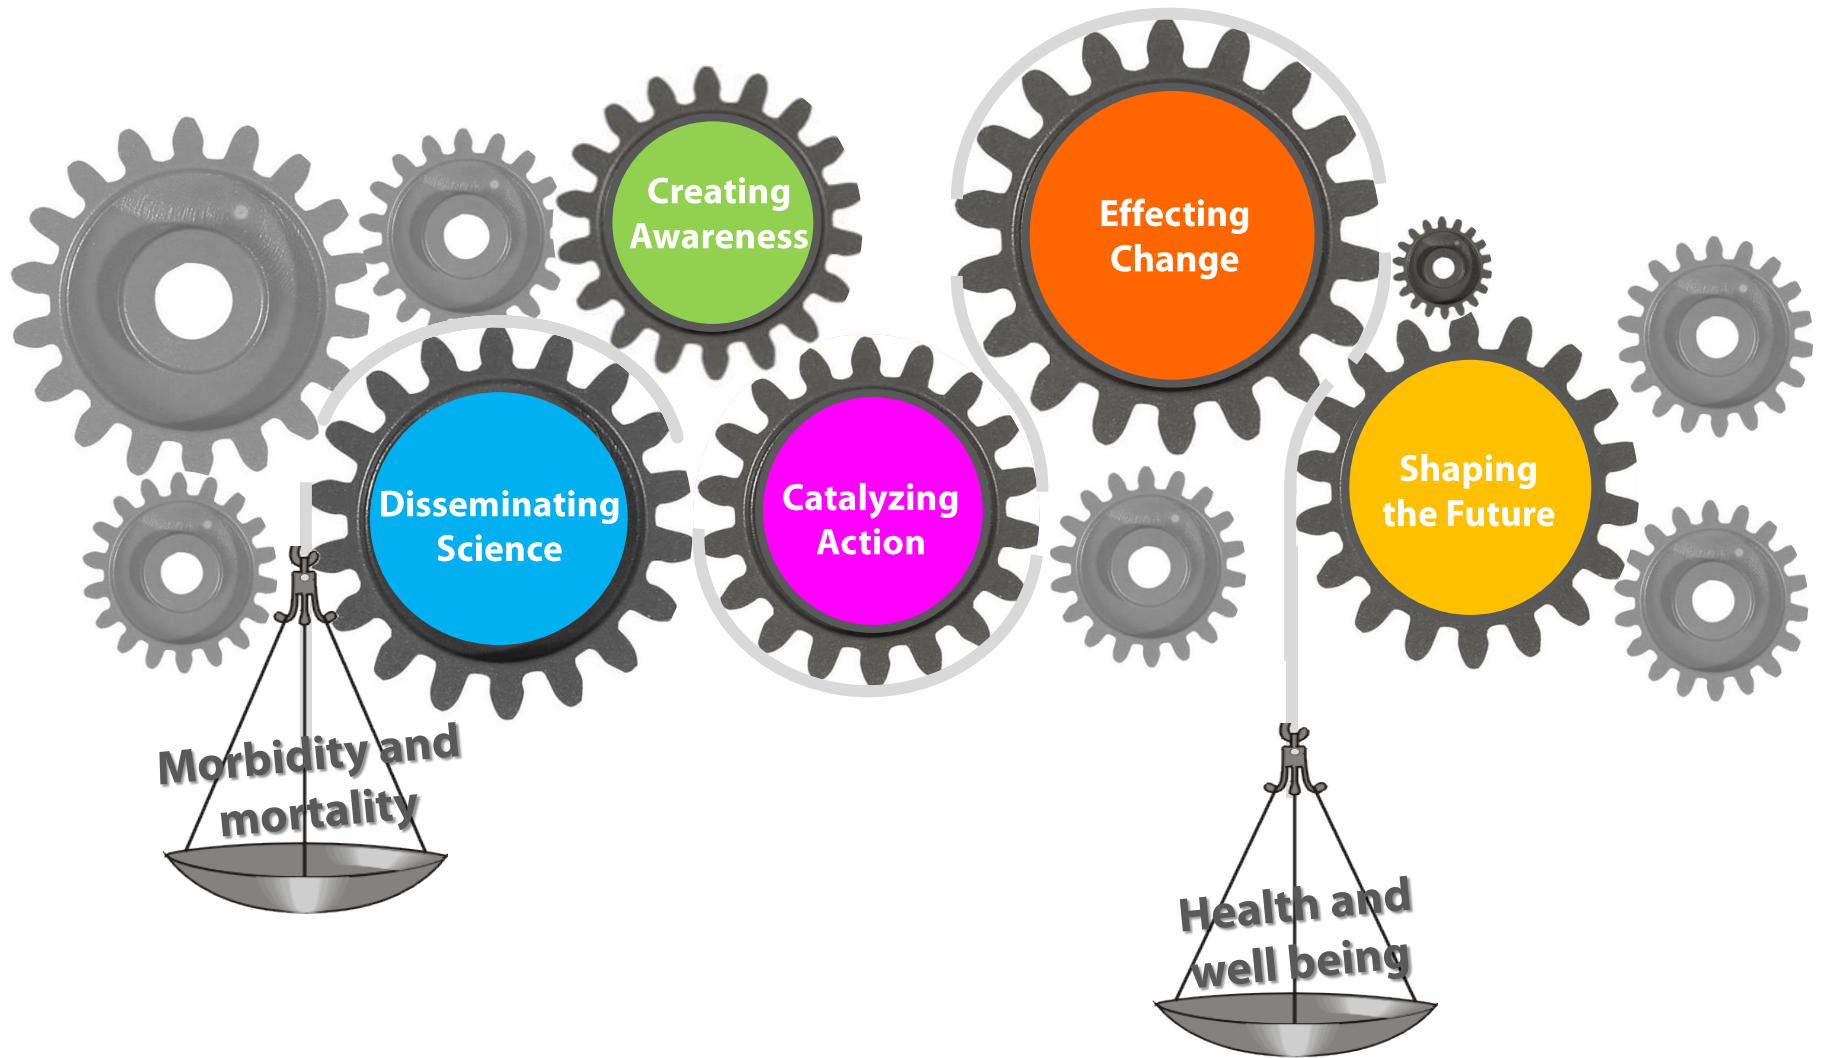 Creating
Awareness
Effecting
Change
Disseminating
Science
Catalyzing
Action
Shaping
the Future
Morbidity and
mortality
Health and
well being